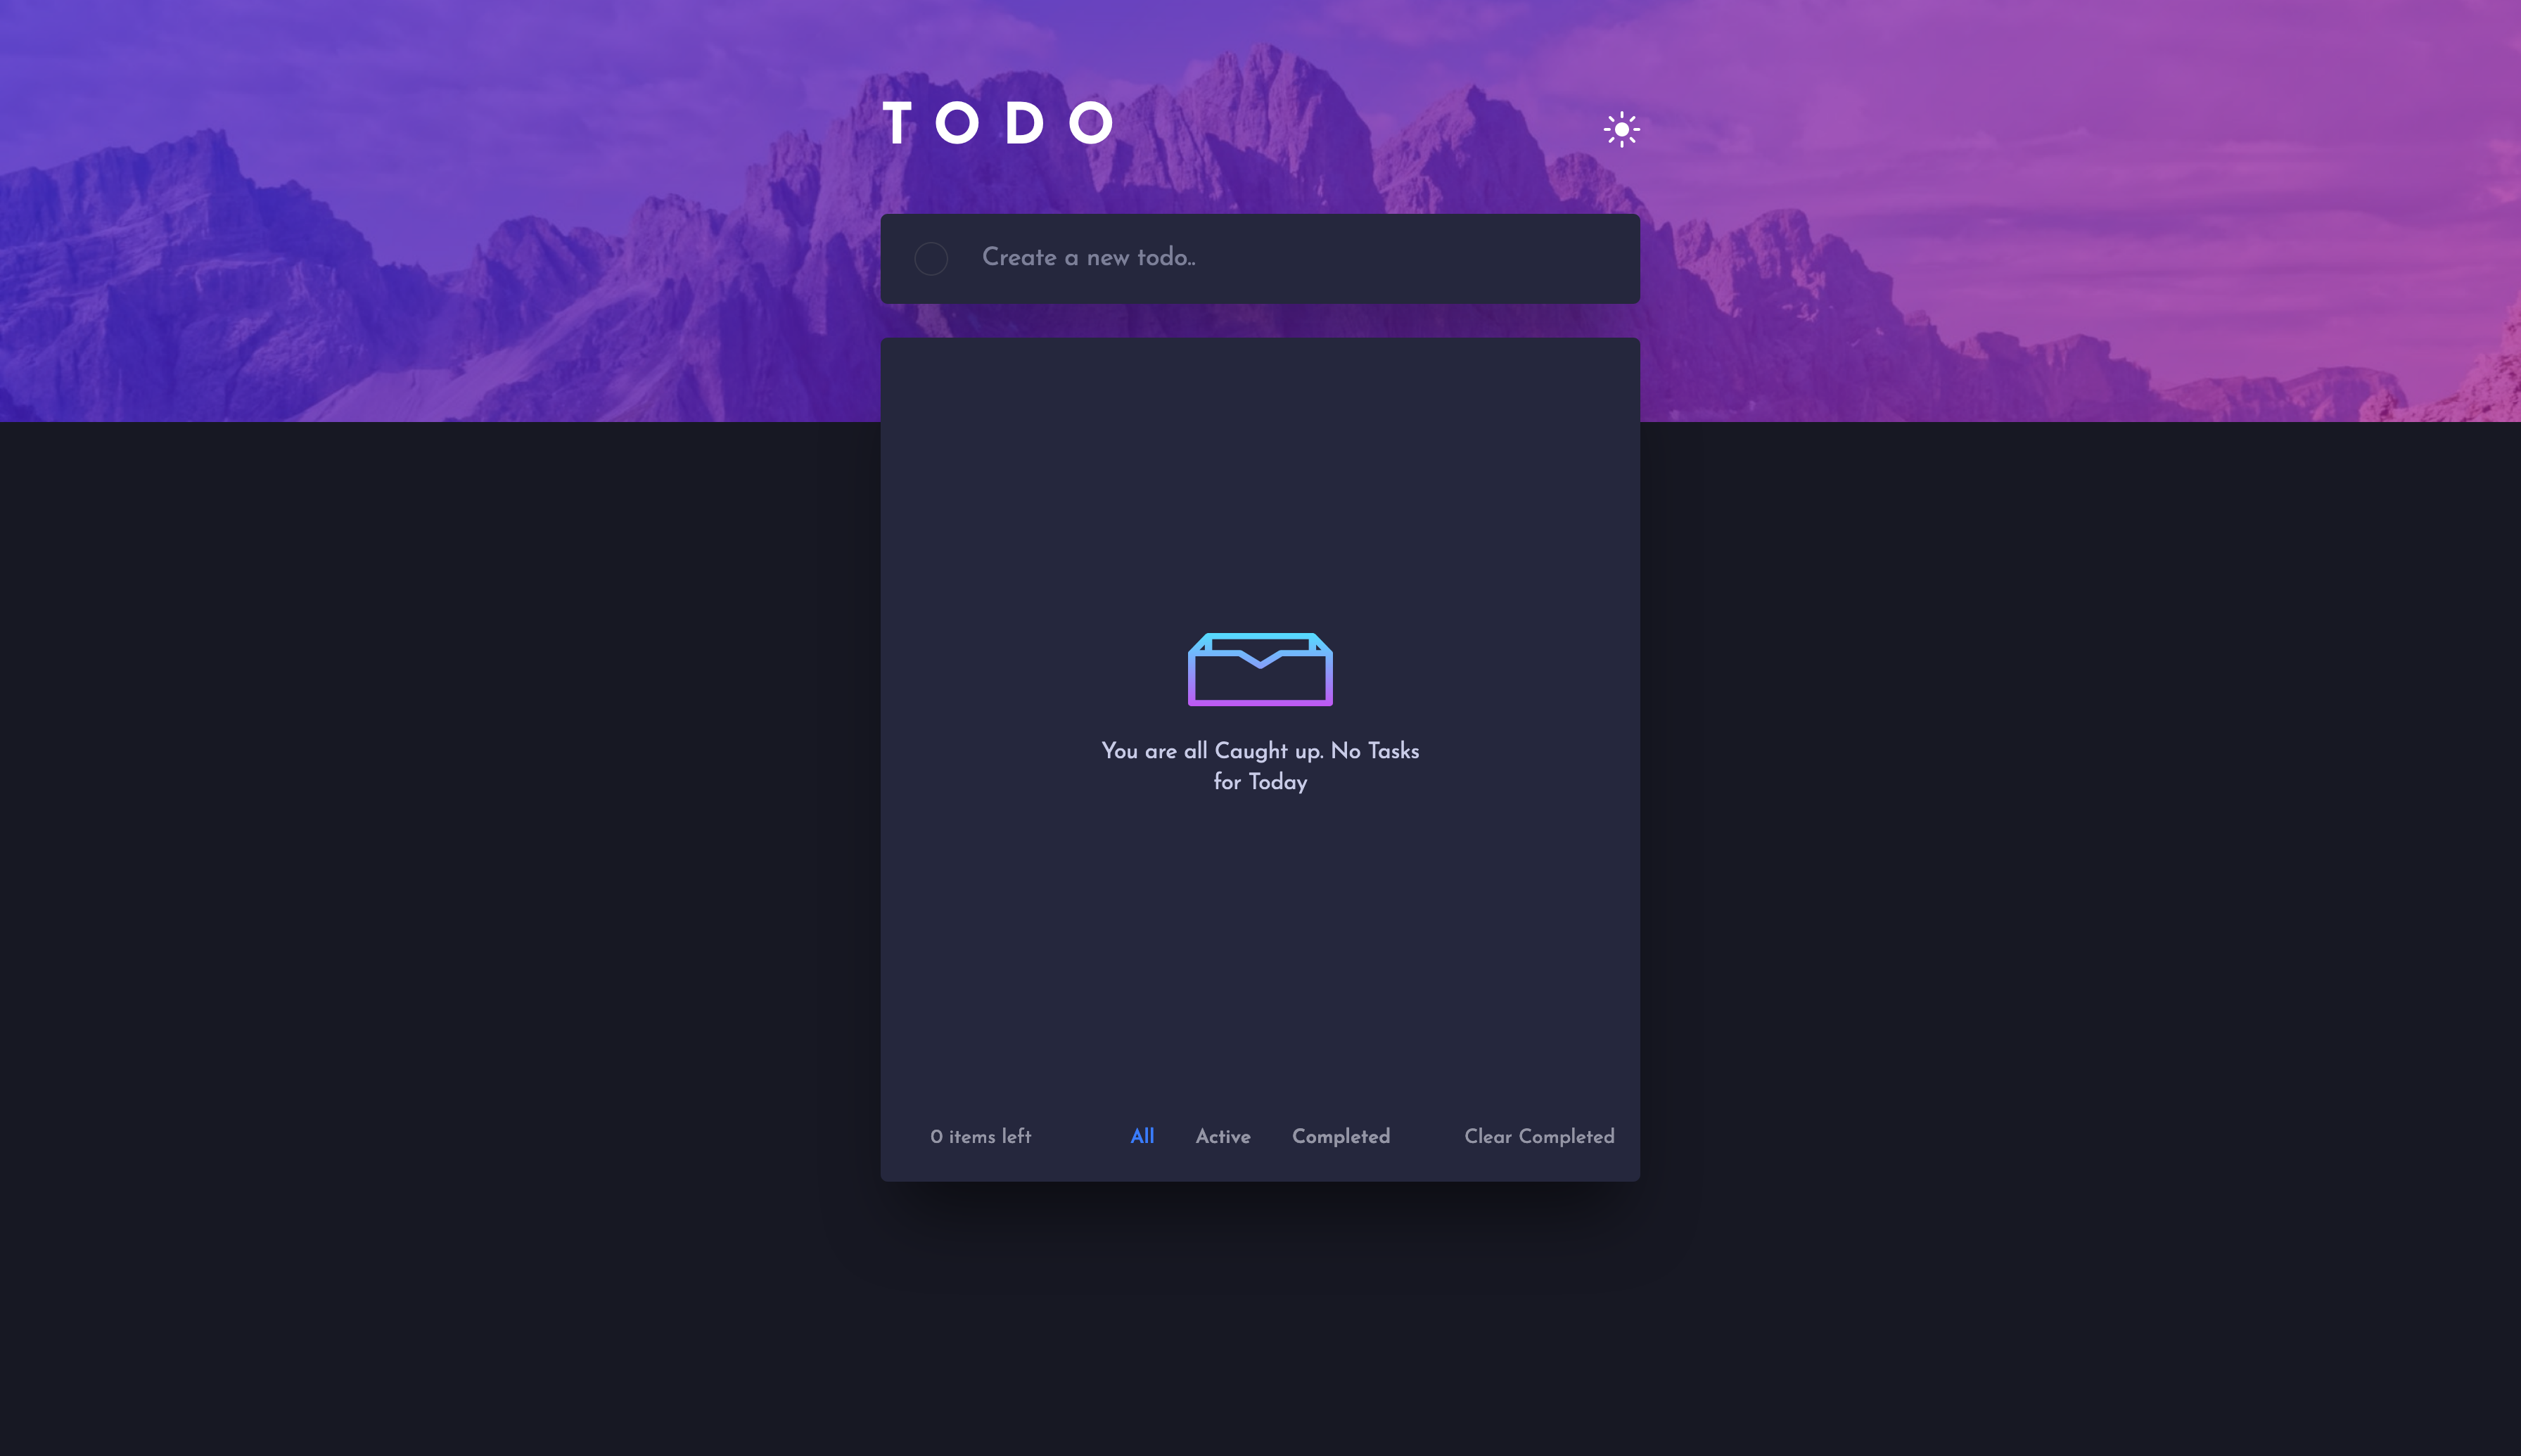 TODO
Create a new todo..
You are all Caught up. No Tasks
for Today
0 items left All Active Completed Clear Completed